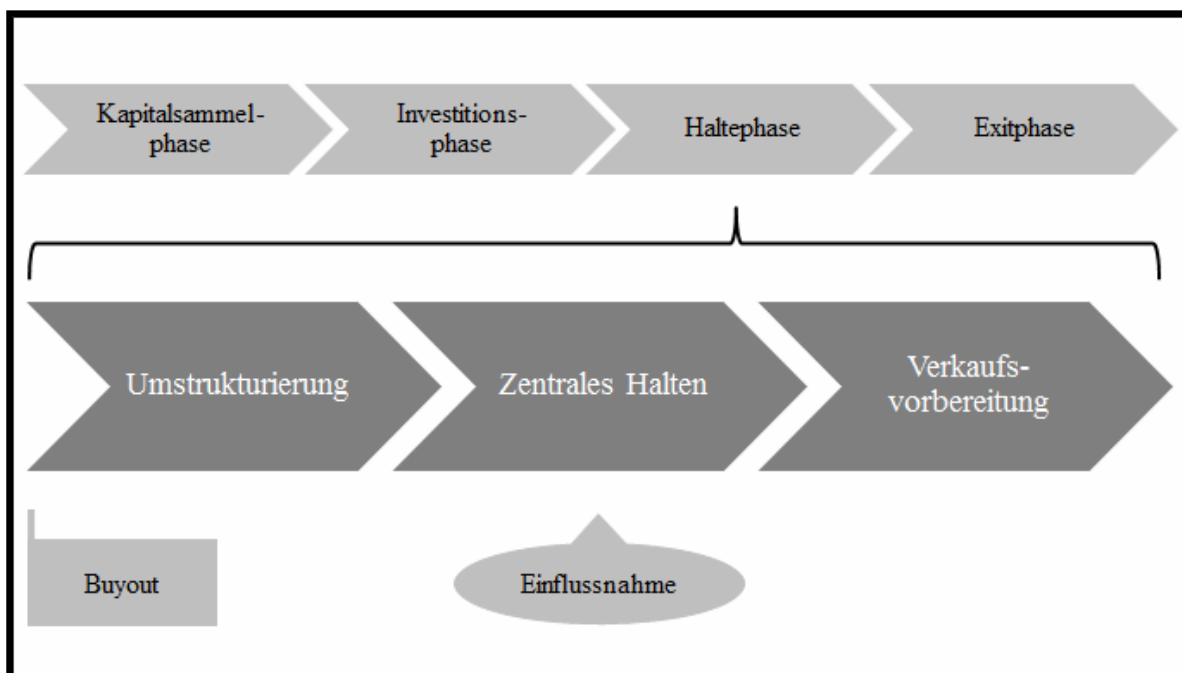 Kapitalsammel-
phase
Investitions-
phase
Haltephase
Exitphase
Umstrukturierung
Zentrales Halten
Verkaufs-
vorbereitung
Buyout
Einflussnahme